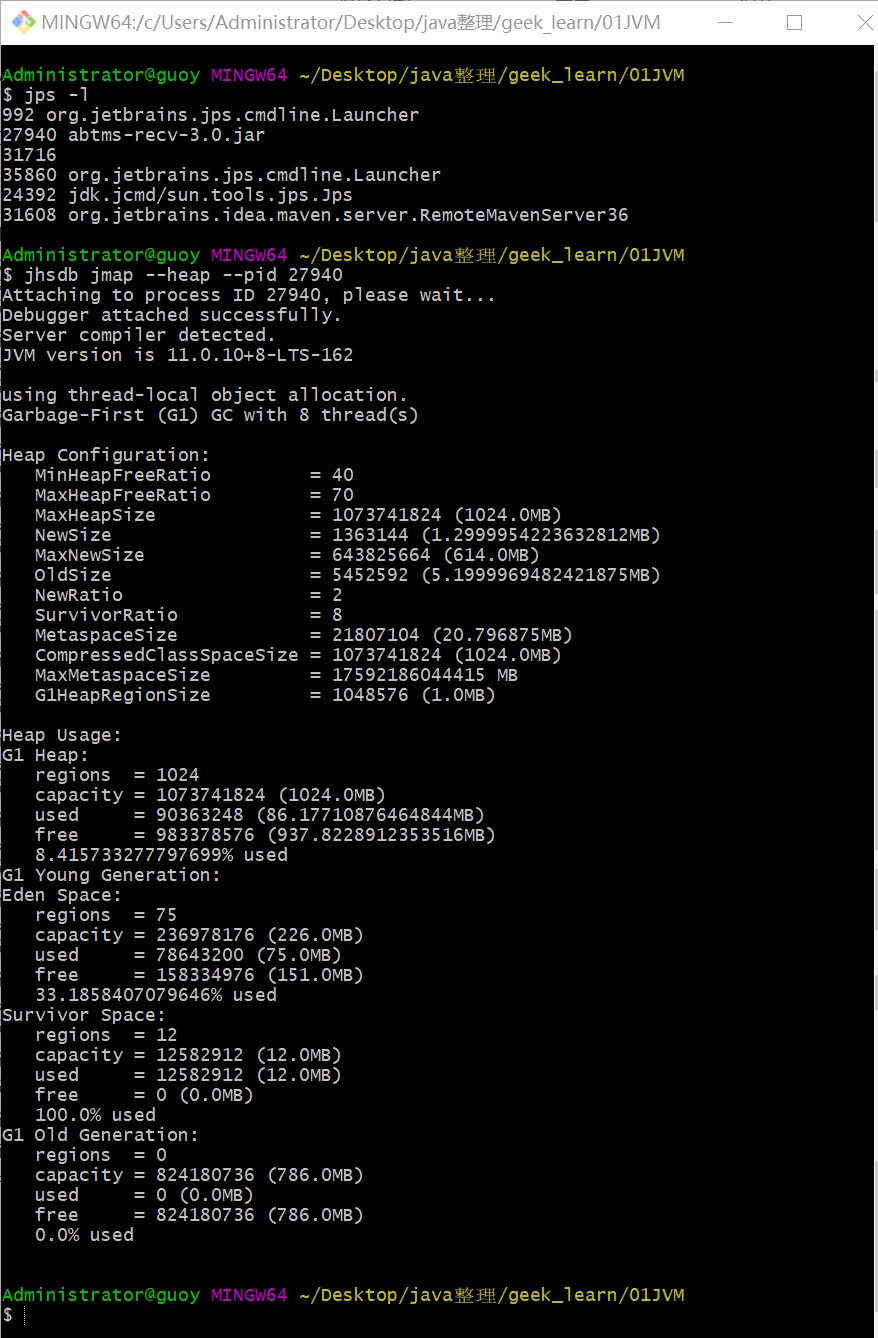 MINGW64:/c/Users/Administrator/Desktop/java整理/geek_learn/01JVM
Administrator@guoy MINGW64 ~/Desktop/java整理/geek_learn/01JVM
$ jps -l
992 org.jetbrains.jps.cmdline.Launcher
27940 abtms-recv-3.0.jar
31716
35860 org.jetbrains.jps.cmdline.Launcher
24392 jdk.jcmd/sun.tools.jps.Jps
31608 org.jetbrains.idea.maven.server.RemoteMavenServer36
Administrator@guoy MINGW64 ~/Desktop/java整理/geek_learn/01JVM
$ jhsdb jmap --heap --pid 27940
Attaching to process ID 27940, please wait...
Debugger attached successfully.
Server compiler detected.
JVM version is 11.0.10+8-LTS-162
using thread-local object allocation.
Garbage-First (G1) GC with 8 thread(s)
Heap Configuration:
   MinHeapFreeRatio         = 40
   MaxHeapFreeRatio         = 70
   MaxHeapSize              = 1073741824 (1024.0MB)
   NewSize                  = 1363144 (1.2999954223632812MB)
   MaxNewSize               = 643825664 (614.0MB)
   OldSize                  = 5452592 (5.1999969482421875MB)
   NewRatio                 = 2
   SurvivorRatio            = 8
   MetaspaceSize            = 21807104 (20.796875MB)
   CompressedClassSpaceSize = 1073741824 (1024.0MB)
   MaxMetaspaceSize         = 17592186044415 MB
   G1HeapRegionSize         = 1048576 (1.0MB)
Heap Usage:
G1 Heap:
   regions  = 1024
   capacity = 1073741824 (1024.0MB)
   used     = 90363248 (86.17710876464844MB)
   free     = 983378576 (937.8228912353516MB)
   8.415733277797699% used
G1 Young Generation:
Eden Space:
   regions  = 75
   capacity = 236978176 (226.0MB)
   used     = 78643200 (75.0MB)
   free     = 158334976 (151.0MB)
   33.1858407079646% used
Survivor Space:
   regions  = 12
   capacity = 12582912 (12.0MB)
   used     = 12582912 (12.0MB)
   free     = 0 (0.0MB)
   100.0% used
G1 Old Generation:
   regions  = 0
   capacity = 824180736 (786.0MB)
   used     = 0 (0.0MB)
   free     = 824180736 (786.0MB)
   0.0% used
Administrator@guoy MINGW64 ~/Desktop/java整理/geek_learn/01JVM
$